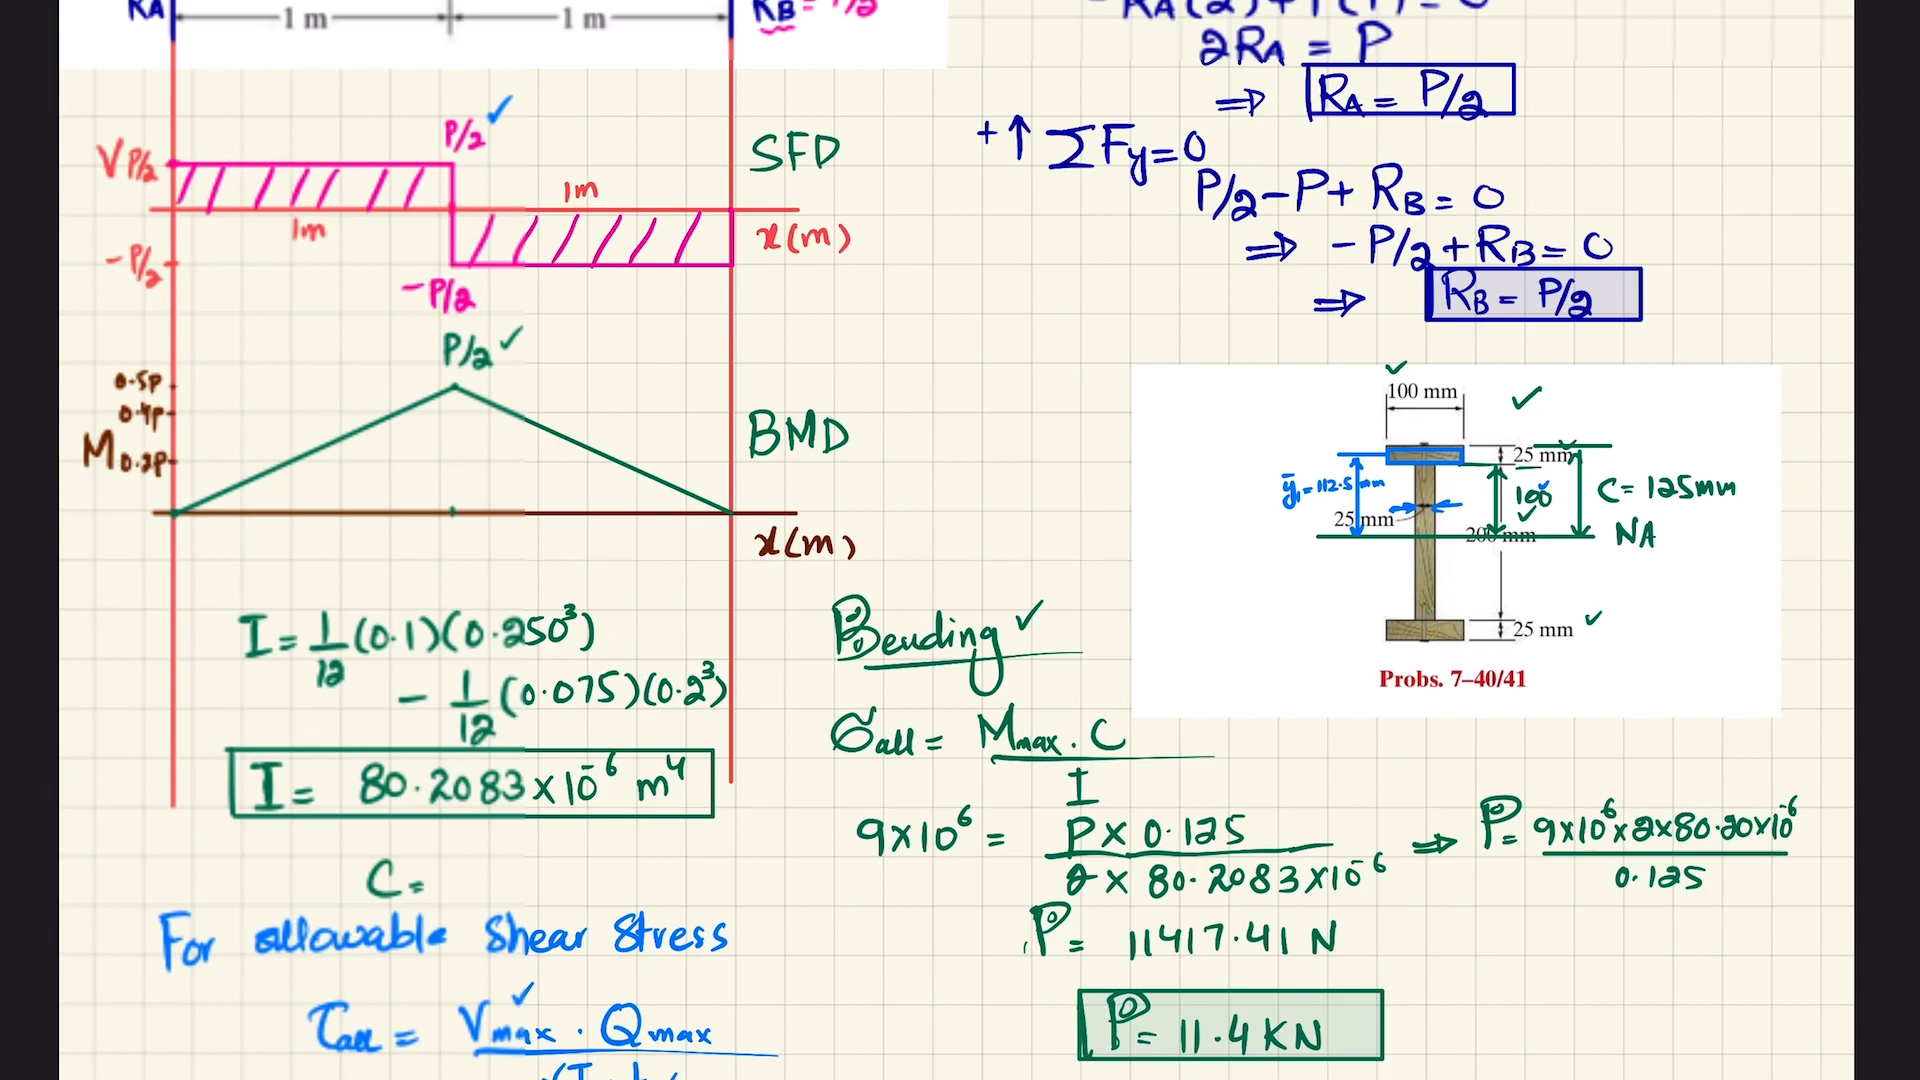 RA 1 m 1 m RB = P/2
2RA = P
⇒ RA = P/2
+↑ ΣFy=0
P/2-P+ RB= 0
⇒ -P/2+RB= 0
⇒ RB= P/2
V P/2
P/2 ✓
SFD
1m
1m
x(m)
-P/2
-P/2
P/2 ✓
0.5P
0.4P
M 0.2P
BMD
x(m)
✓
100 mm
✓
25 mm
ȳ₁=112.5 mm
100
C= 125mm
25 mm
200 mm
NA
25 mm ✓
Probs. 7–40/41
I= 1/12 (0.1)(0.250³)
- 1/12 (0.075)(0.2³)
I= 80.2083×10⁻⁶ m⁴
C=
Bending ✓
σall= Mmax. C / I
9×10⁶ = P× 0.125 / 2× 80.2083×10⁻⁶ ⇒ P= 9×10⁶×2×80.20×10⁻⁶ / 0.125
P= 11417.41 N
P= 11.4 KN
For allowable Shear Stress
τall = Vmax . Qmax